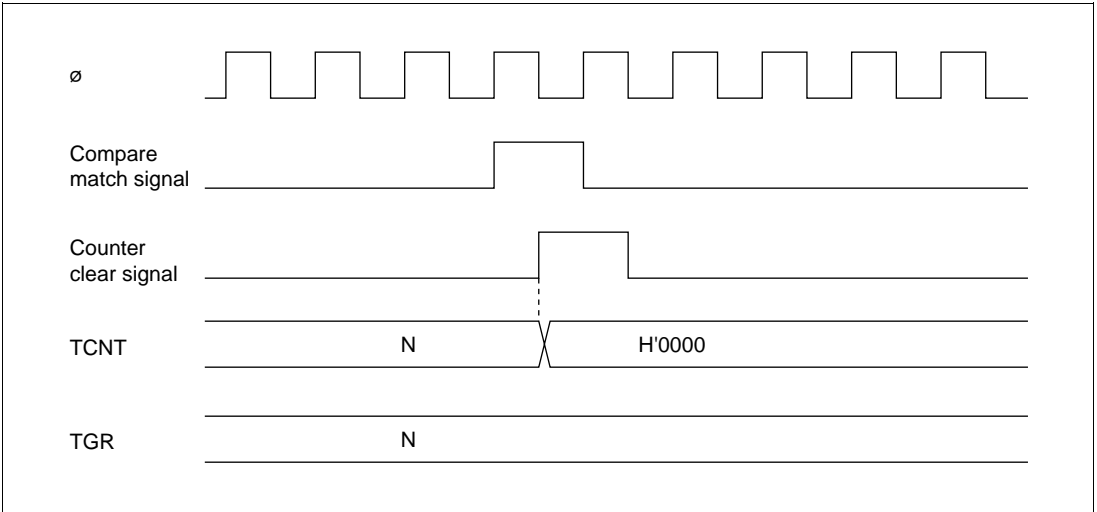 ø
Compare
match signal
Counter
clear signal
TCNT N H'0000
TGR N